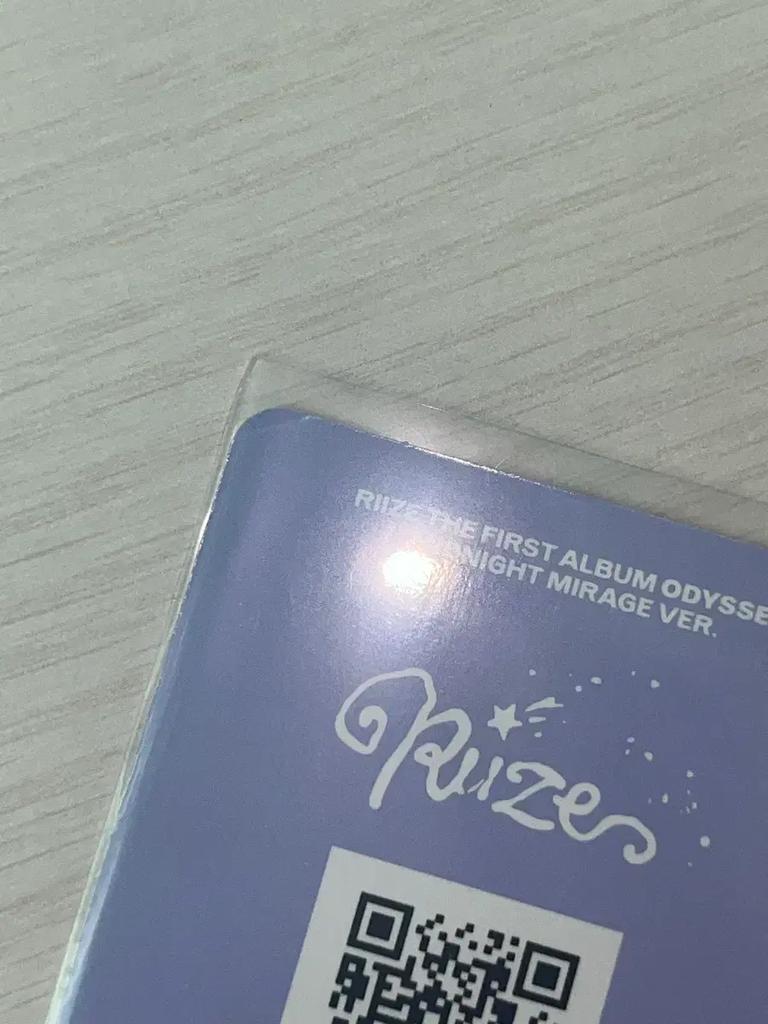 RIIZE THE FIRST ALBUM ODYSSE
NIGHT MIRAGE VER.
Riize